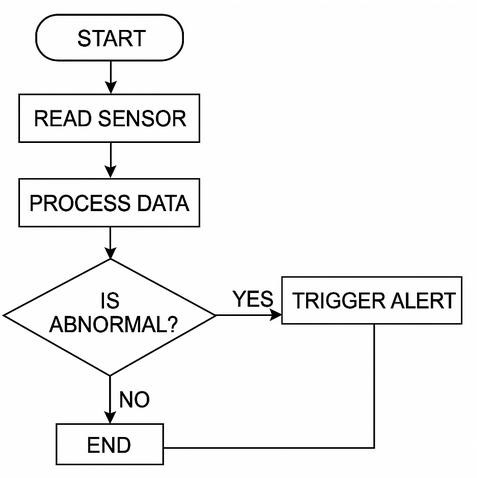 START
READ SENSOR
PROCESS DATA
IS
ABNORMAL?
YES
TRIGGER ALERT
NO
END